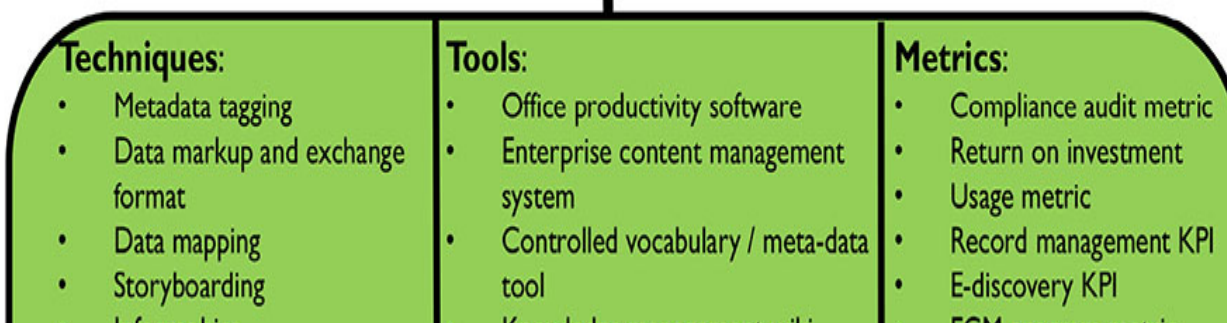 Techniques:
• Metadata tagging
• Data markup and exchange
format
• Data mapping
• Storyboarding
Tools:
• Office productivity software
• Enterprise content management
system
• Controlled vocabulary / meta-data
tool
Metrics:
• Compliance audit metric
• Return on investment
• Usage metric
• Record management KPI
• E-discovery KPI